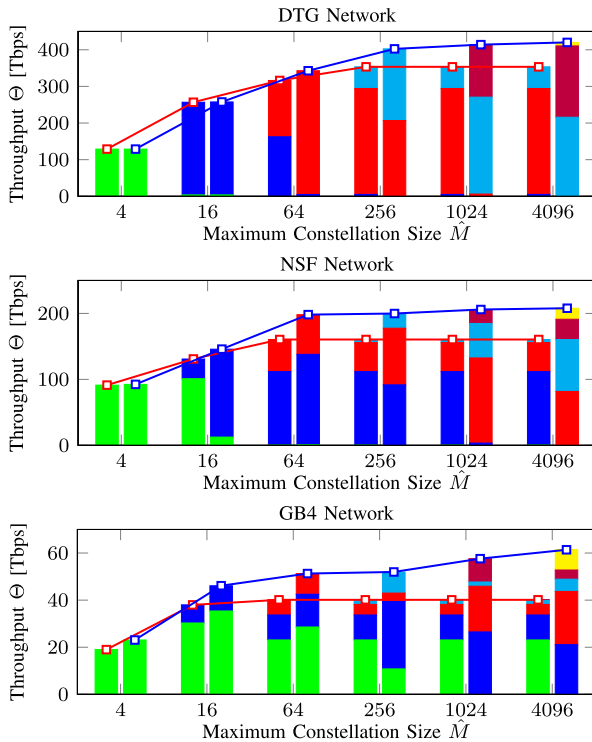 DTG Network
Throughput Θ [Tbps]
400
300
200
100
0
4 16 64 256 1024 4096
Maximum Constellation Size M̂
NSF Network
Throughput Θ [Tbps]
200
100
0
4 16 64 256 1024 4096
Maximum Constellation Size M̂
GB4 Network
Throughput Θ [Tbps]
60
40
20
0
4 16 64 256 1024 4096
Maximum Constellation Size M̂